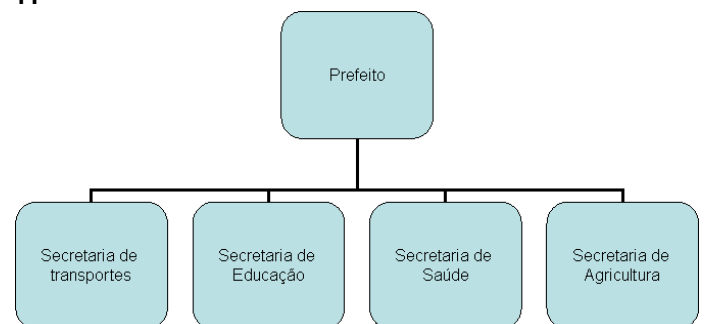 Prefeito
Secretaria de
transportes
Secretaria de
Educação
Secretaria de
Saúde
Secretaria de
Agricultura